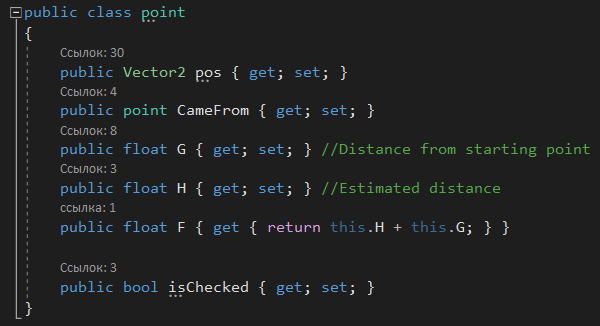 public class point
{
Ссылок: 30
public Vector2 pos { get; set; }
Ссылок: 4
public point CameFrom { get; set; }
Ссылок: 8
public float G { get; set; } //Distance from starting point
Ссылок: 3
public float H { get; set; } //Estimated distance
ссылка: 1
public float F { get { return this.H + this.G; } }
Ссылок: 3
public bool isChecked { get; set; }
}